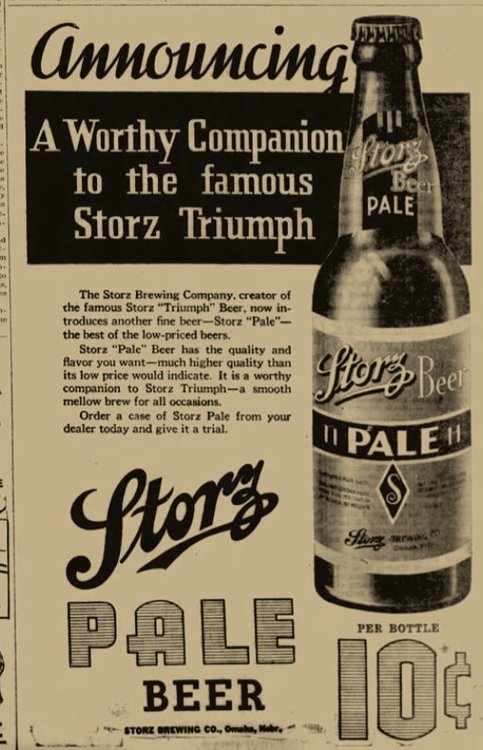 Announcing
A Worthy Companion
to the famous
Storz Triumph
The Storz Brewing Company, creator of
the famous Storz "Triumph" Beer, now in-
troduces another fine beer—Storz "Pale"—
the best of the low-priced beers.
Storz "Pale" Beer has the quality and
flavor you want—much higher quality than
its low price would indicate. It is a worthy
companion to Storz Triumph—a smooth
mellow brew for all occasions.
Order a case of Storz Pale from your
dealer today and give it a trial.
Storz
Beer
PALE
Storz Beer
PALE
S
Storz BREWING CO.
Storz
PALE
BEER
STORZ BREWING CO., Omaha, Nebr.
PER BOTTLE
10¢